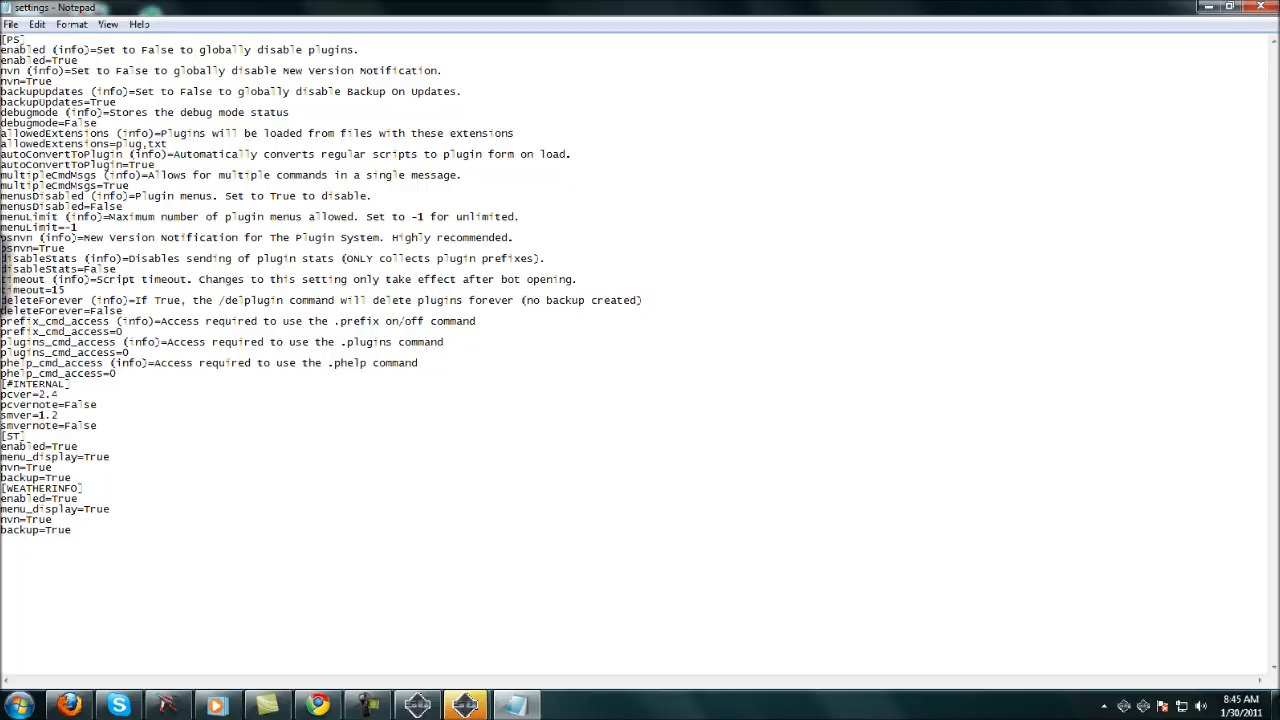 settings - Notepad
File Edit Format View Help
[PS]
enabled (info)=Set to False to globally disable plugins.
enabled=True
nvn (info)=Set to False to globally disable New Version Notification.
nvn=True
backupUpdates (info)=Set to False to globally disable Backup On Updates.
backupUpdates=True
debugmode (info)=Stores the debug mode status
debugmode=False
allowedExtensions (info)=Plugins will be loaded from files with these extensions
allowedExtensions=plug,txt
autoConvertToPlugin (info)=Automatically converts regular scripts to plugin form on load.
autoConvertToPlugin=True
multipleCmdMsgs (info)=Allows for multiple commands in a single message.
multipleCmdMsgs=True
menusDisabled (info)=Plugin menus. Set to True to disable.
menusDisabled=False
menuLimit (info)=Maximum number of plugin menus allowed. Set to -1 for unlimited.
menuLimit=-1
psnvn (info)=New Version Notification for The Plugin System. Highly recommended.
psnvn=True
disableStats (info)=Disables sending of plugin stats (ONLY collects plugin prefixes).
disableStats=False
timeout (info)=Script timeout. Changes to this setting only take effect after bot opening.
timeout=15
deleteForever (info)=If True, the /delplugin command will delete plugins forever (no backup created)
deleteForever=False
prefix_cmd_access (info)=Access required to use the .prefix on/off command
prefix_cmd_access=0
plugins_cmd_access (info)=Access required to use the .plugins command
plugins_cmd_access=0
phelp_cmd_access (info)=Access required to use the .phelp command
phelp_cmd_access=0
[#INTERNAL]
pcver=2.4
pcvernote=False
smver=1.2
smvernote=False
[ST]
enabled=True
menu_display=True
nvn=True
backup=True
[WEATHERINFO]
enabled=True
menu_display=True
nvn=True
backup=True
8:45 AM
1/30/2011